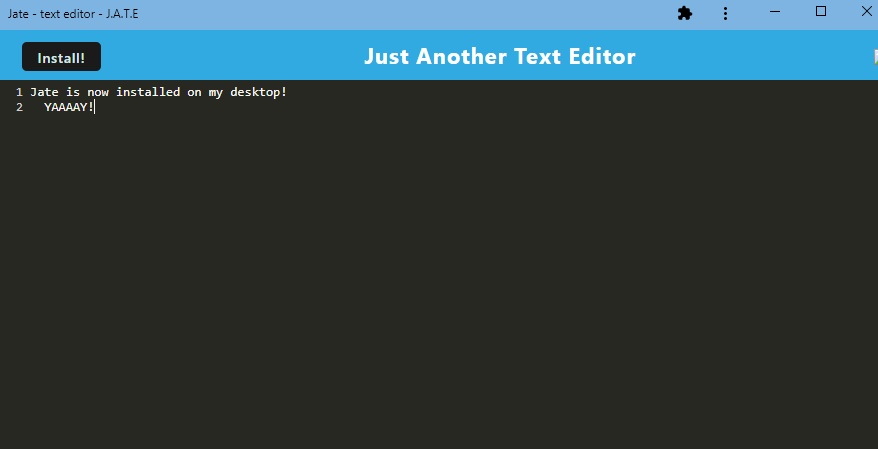 Jate - text editor - J.A.T.E
Install!
Just Another Text Editor
1 Jate is now installed on my desktop!
2 YAAAAY!